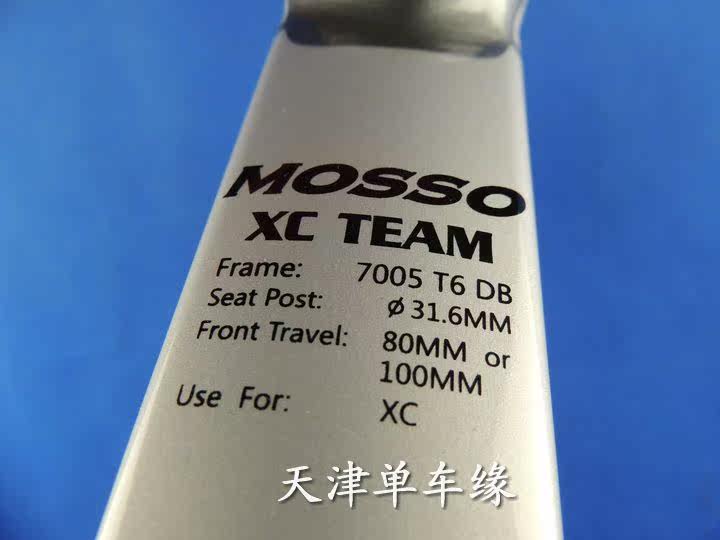 MOSSO
XC TEAM
Frame: 7005 T6 DB
Seat Post: ϕ 31.6MM
Front Travel: 80MM or
100MM
Use For: XC
天津单车缘